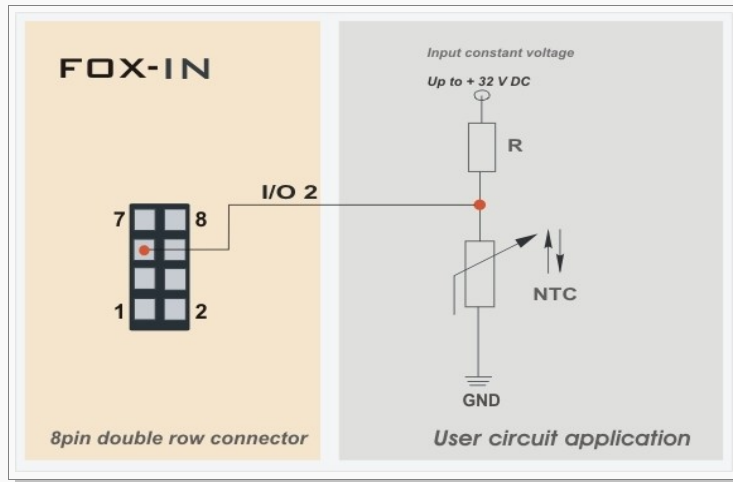 FOX-IN
Input constant voltage
Up to + 32 V DC
R
I/O 2
7
8
1
2
NTC
GND
8pin double row connector
User circuit application